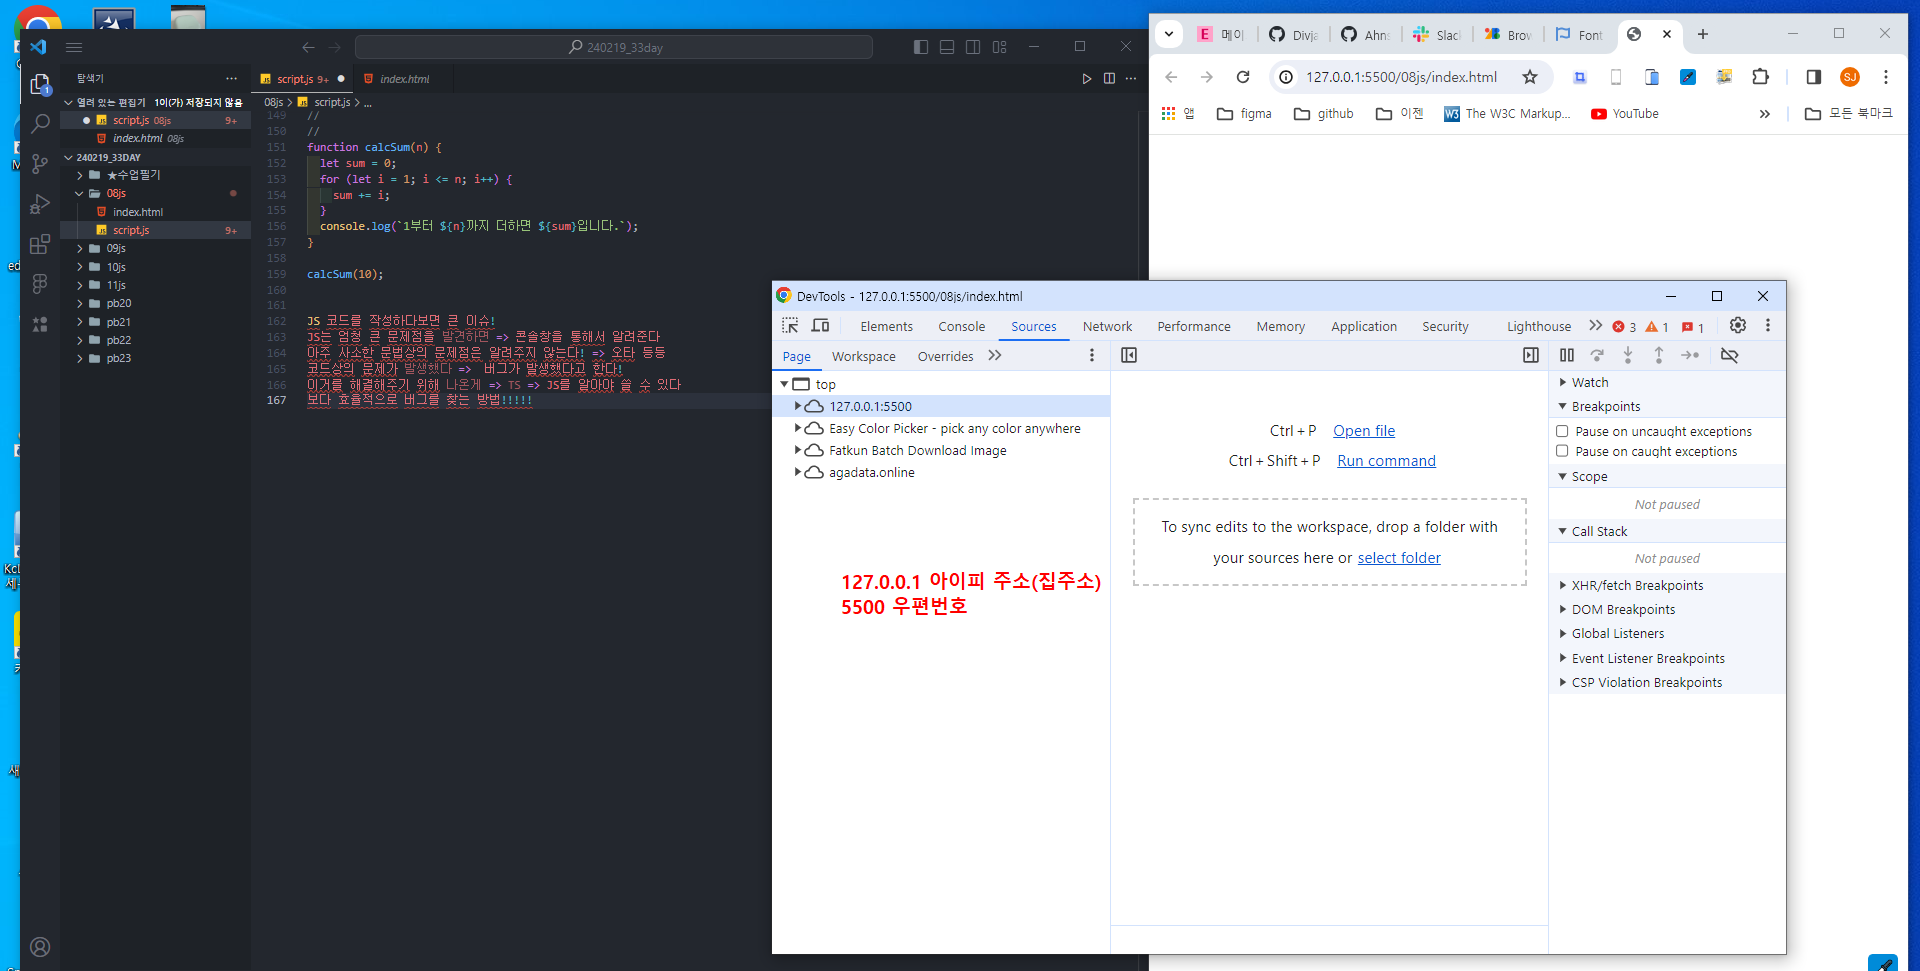 240219_33day
탐색기
script.js 9+
index.html
열려 있는 편집기 1이(가) 저장되지 않음
script.js 08js 9+
index.html 08js
240219_33DAY
★수업필기
08js
index.html
script.js 9+
09js
10js
11js
pb20
pb21
pb22
pb23
08js > script.js > ...
149 //
150 //
151 function calcSum(n) {
152 let sum = 0;
153 for (let i = 1; i <= n; i++) {
154 sum += i;
155 }
156 console.log(`1부터 ${n}까지 더하면 ${sum}입니다.`);
157 }
158
159 calcSum(10);
160
161
162 JS 코드를 작성하다보면 큰 이슈!
163 JS는 엄청 큰 문제점을 발견하면 => 콘솔창을 통해서 알려준다
164 아주 사소한 문법상의 문제점은 알려주지 않는다! => 오타 등등
165 코드상의 문제가 발생했다 => 버그가 발생했다고 한다!
166 이거를 해결해주기 위해 나온게 => TS => JS를 알아야 쓸 수 있다
167 보다 효율적으로 버그를 찾는 방법!!!!!
E 메이
Divja
Ahn
Slac
Brow
Font
127.0.0.1:5500/08js/index.html
SJ
앱
figma
github
이젠
W3 The W3C Markup...
YouTube
모든 북마크
DevTools - 127.0.0.1:5500/08js/index.html
Elements Console Sources Network Performance Memory Application Security Lighthouse 3 1 1
Page Workspace Overrides
top
127.0.0.1:5500
Easy Color Picker - pick any color anywhere
Fatkun Batch Download Image
agadata.online
127.0.0.1 아이피 주소(집주소)
5500 우편번호
Ctrl + P Open file
Ctrl + Shift + P Run command
To sync edits to the workspace, drop a folder with
your sources here or select folder
Watch
Breakpoints
Pause on uncaught exceptions
Pause on caught exceptions
Scope
Not paused
Call Stack
Not paused
XHR/fetch Breakpoints
DOM Breakpoints
Global Listeners
Event Listener Breakpoints
CSP Violation Breakpoints